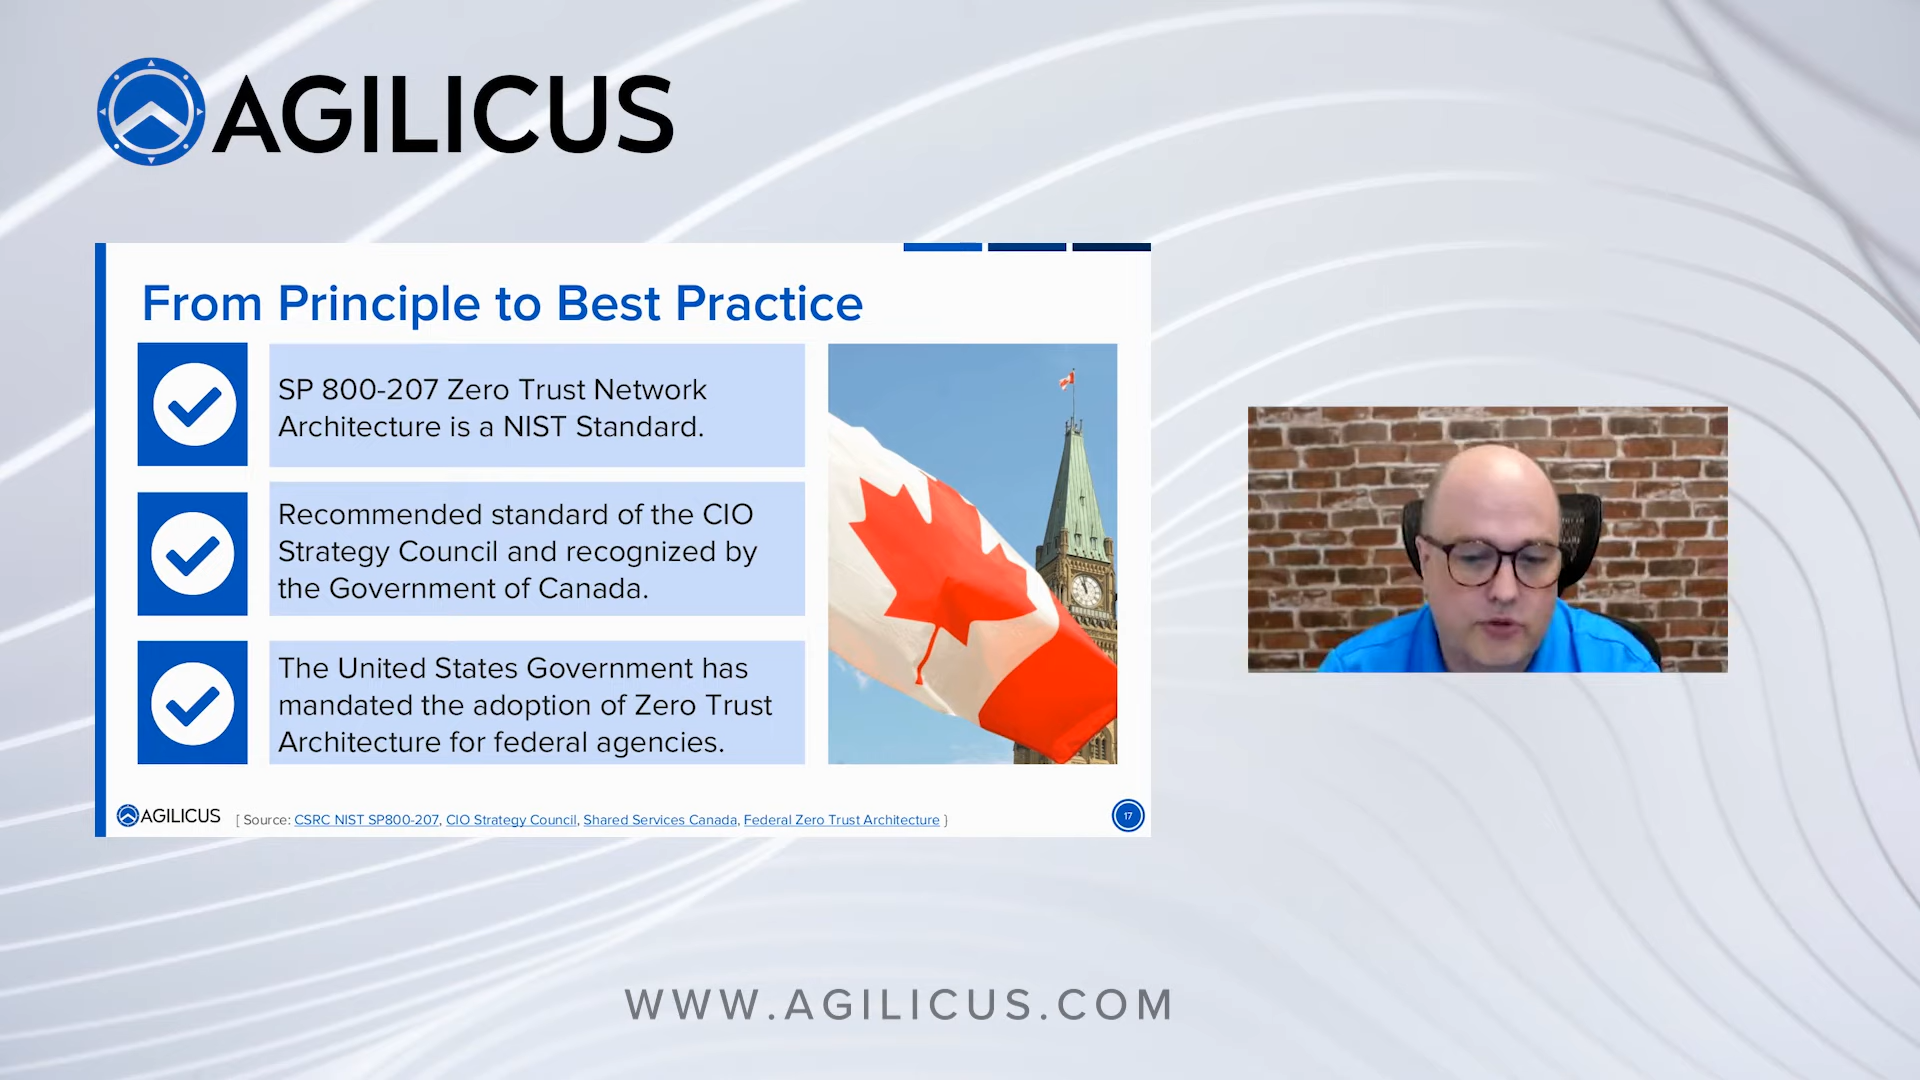 AGILICUS
From Principle to Best Practice
SP 800-207 Zero Trust Network
Architecture is a NIST Standard.
Recommended standard of the CIO
Strategy Council and recognized by
the Government of Canada.
The United States Government has
mandated the adoption of Zero Trust
Architecture for federal agencies.
AGILICUS
[ Source: CSRC NIST SP800-207, CIO Strategy Council, Shared Services Canada, Federal Zero Trust Architecture }
17
WWW.AGILICUS.COM